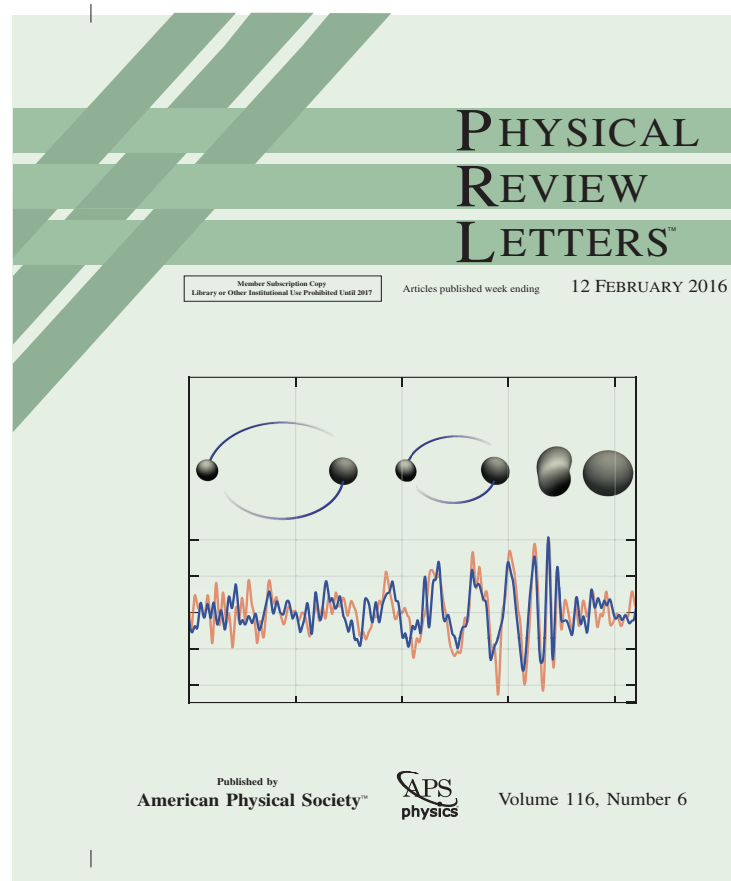 PHYSICAL
REVIEW
LETTERS™
Member Subscription Copy
Library or Other Institutional Use Prohibited Until 2017
Articles published week ending 12 FEBRUARY 2016
Published by
American Physical Society™
APS
physics
Volume 116, Number 6